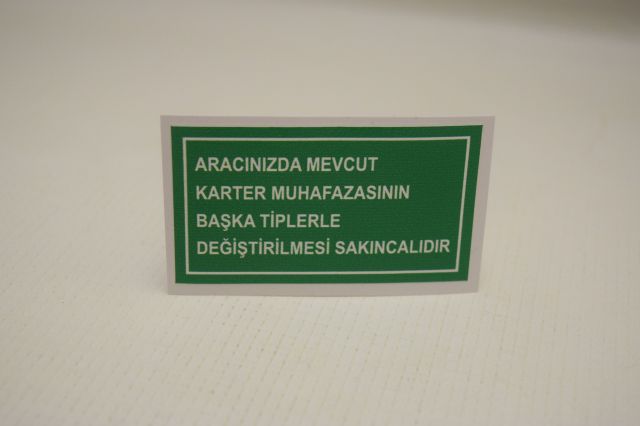 ARACINIZDA MEVCUT
KARTER MUHAFAZASININ
BAŞKA TİPLERLE
DEĞİŞTİRİLMESİ SAKINCALIDIR